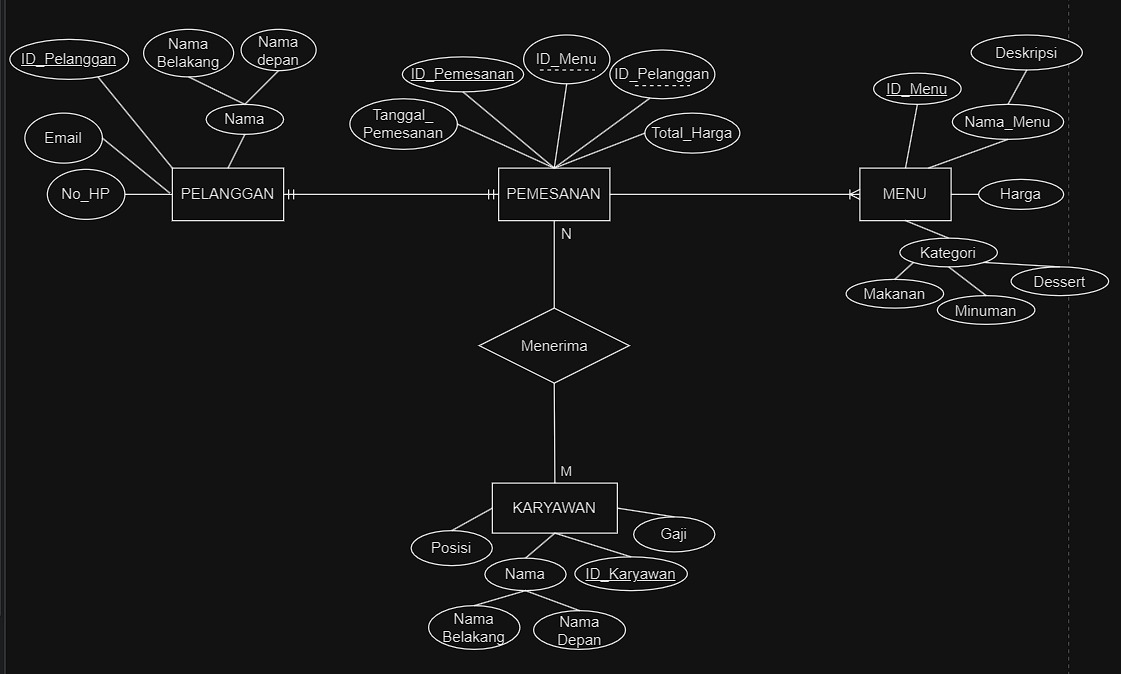 ID_Pelanggan
Nama
Belakang
Nama
depan
Nama
Email
No_HP
PELANGGAN
ID_Pemesanan
ID_Menu
ID_Pelanggan
Tanggal_
Pemesanan
Total_Harga
PEMESANAN
Deskripsi
ID_Menu
Nama_Menu
MENU
Harga
Kategori
Makanan
Minuman
Dessert
N
Menerima
M
KARYAWAN
Posisi
Gaji
Nama
ID_Karyawan
Nama
Belakang
Nama
Depan